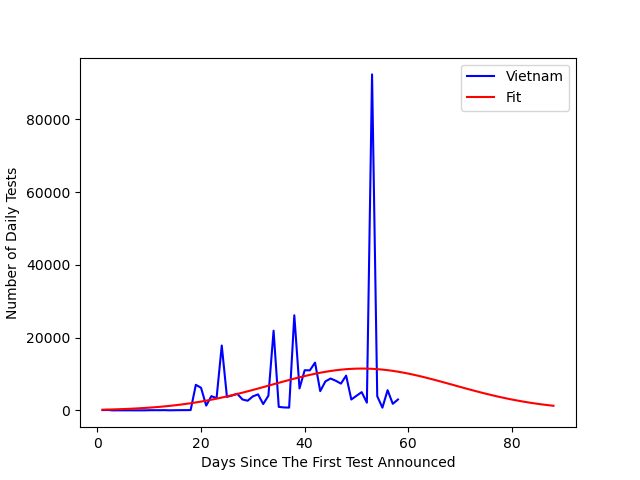 Vietnam
Fit
80000
60000
40000
20000
0
Number of Daily Tests
0 20 40 60 80
Days Since The First Test Announced